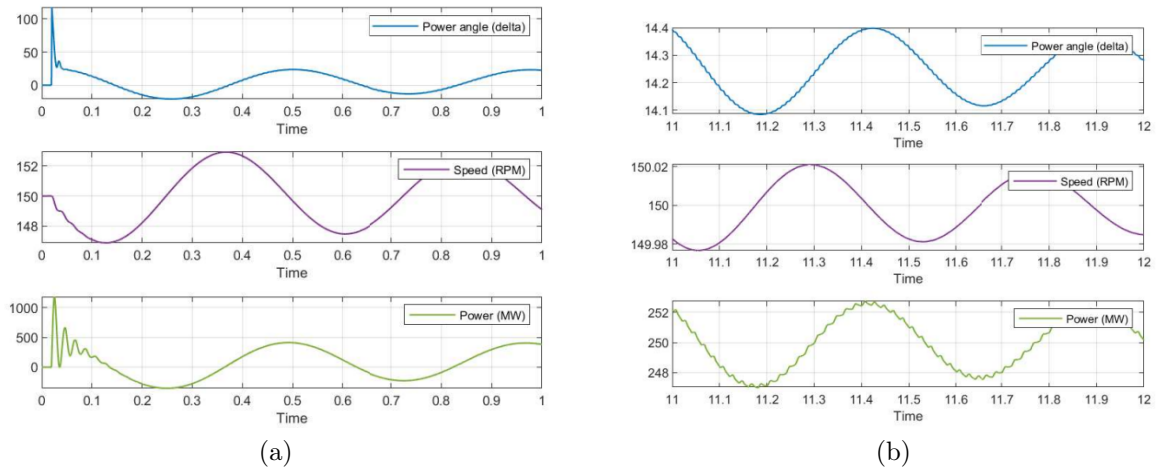 Power angle (delta)
100
50
0
0 0.1 0.2 0.3 0.4 0.5 0.6 0.7 0.8 0.9 1
Time
Speed (RPM)
152
150
148
0 0.1 0.2 0.3 0.4 0.5 0.6 0.7 0.8 0.9 1
Time
Power (MW)
1000
500
0
0 0.1 0.2 0.3 0.4 0.5 0.6 0.7 0.8 0.9 1
Time
(a)
14.4
Power angle (delta)
14.3
14.2
14.1
11 11.1 11.2 11.3 11.4 11.5 11.6 11.7 11.8 11.9 12
Time
150.02
Speed (RPM)
150
149.98
11 11.1 11.2 11.3 11.4 11.5 11.6 11.7 11.8 11.9 12
Time
Power (MW)
252
250
248
11 11.1 11.2 11.3 11.4 11.5 11.6 11.7 11.8 11.9 12
Time
(b)